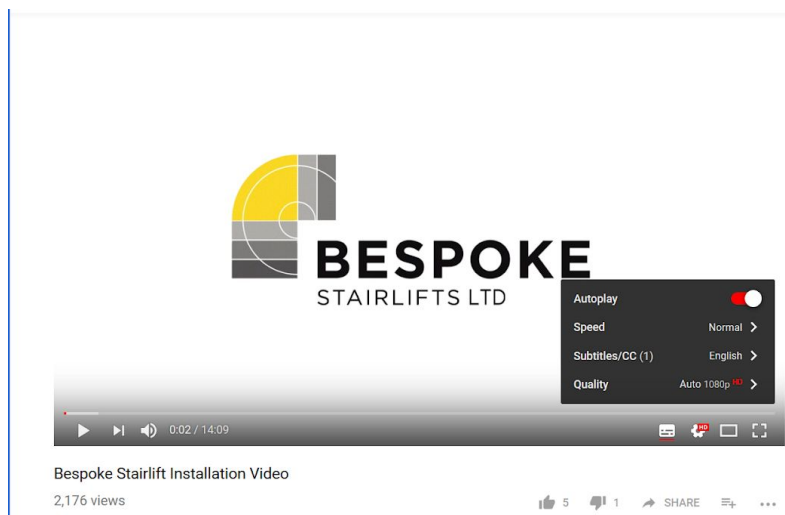 BESPOKE
STAIRLIFTS LTD
Autoplay
Speed Normal
Subtitles/CC (1) English
Quality Auto 1080p HD
0:02 / 14:09 HD
Bespoke Stairlift Installation Video
2,176 views 5 1 SHARE